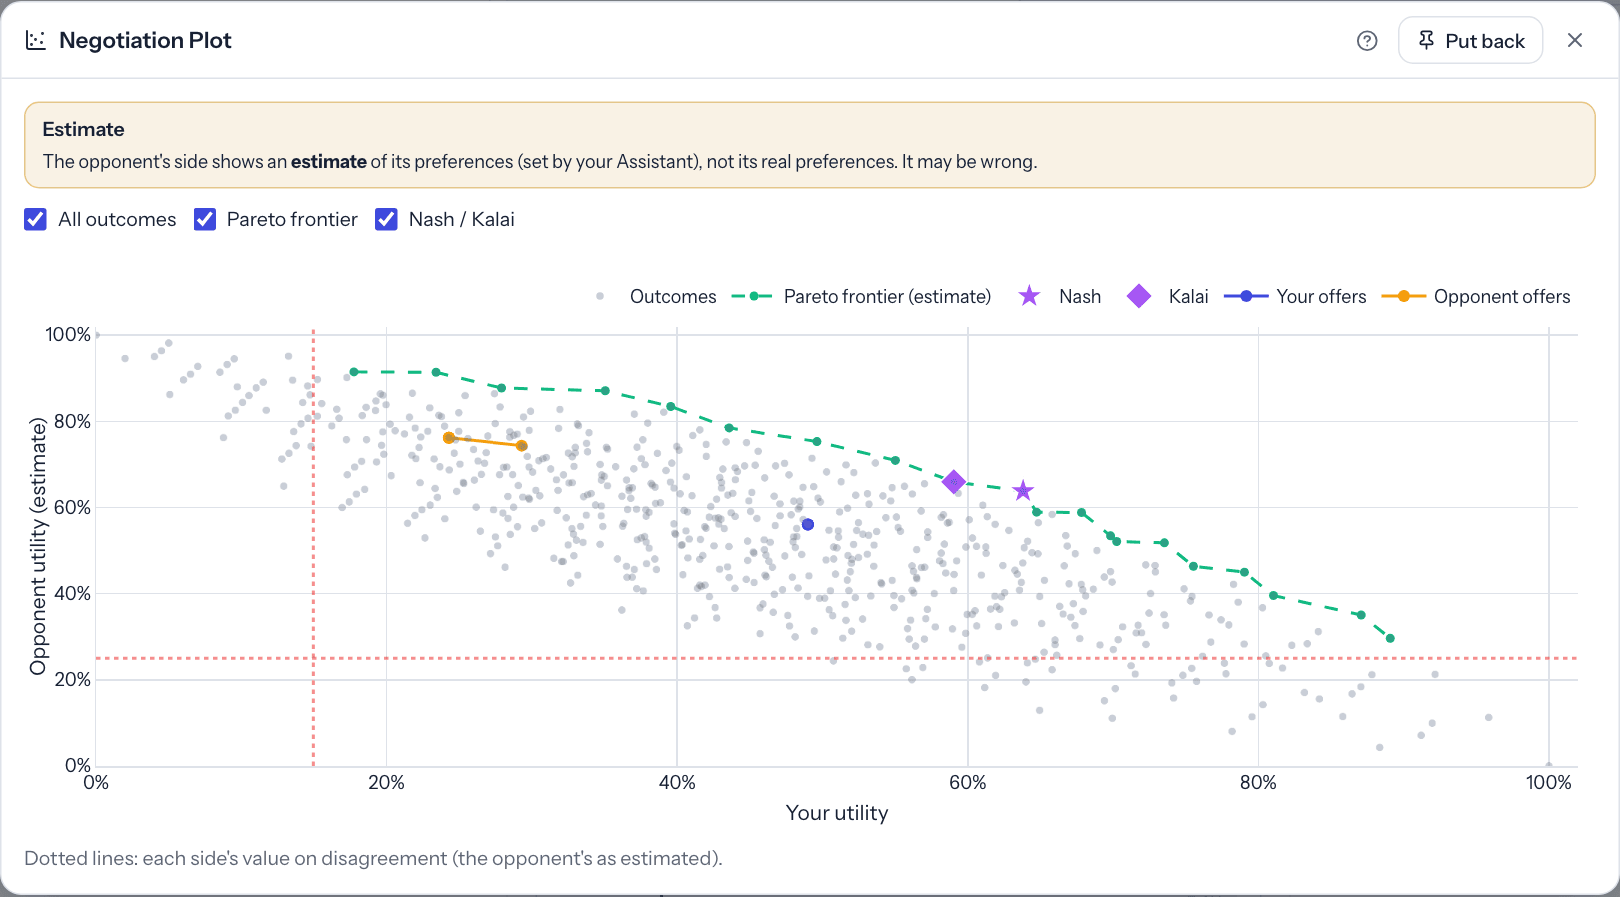 Negotiation Plot
Put back
Estimate
The opponent's side shows an estimate of its preferences (set by your Assistant), not its real preferences. It may be wrong.
All outcomes
Pareto frontier
Nash / Kalai
Outcomes
Pareto frontier (estimate)
Nash
Kalai
Your offers
Opponent offers
Opponent utility (estimate)
100%
80%
60%
40%
20%
0%
0%
20%
40%
60%
80%
100%
Your utility
Dotted lines: each side's value on disagreement (the opponent's as estimated).